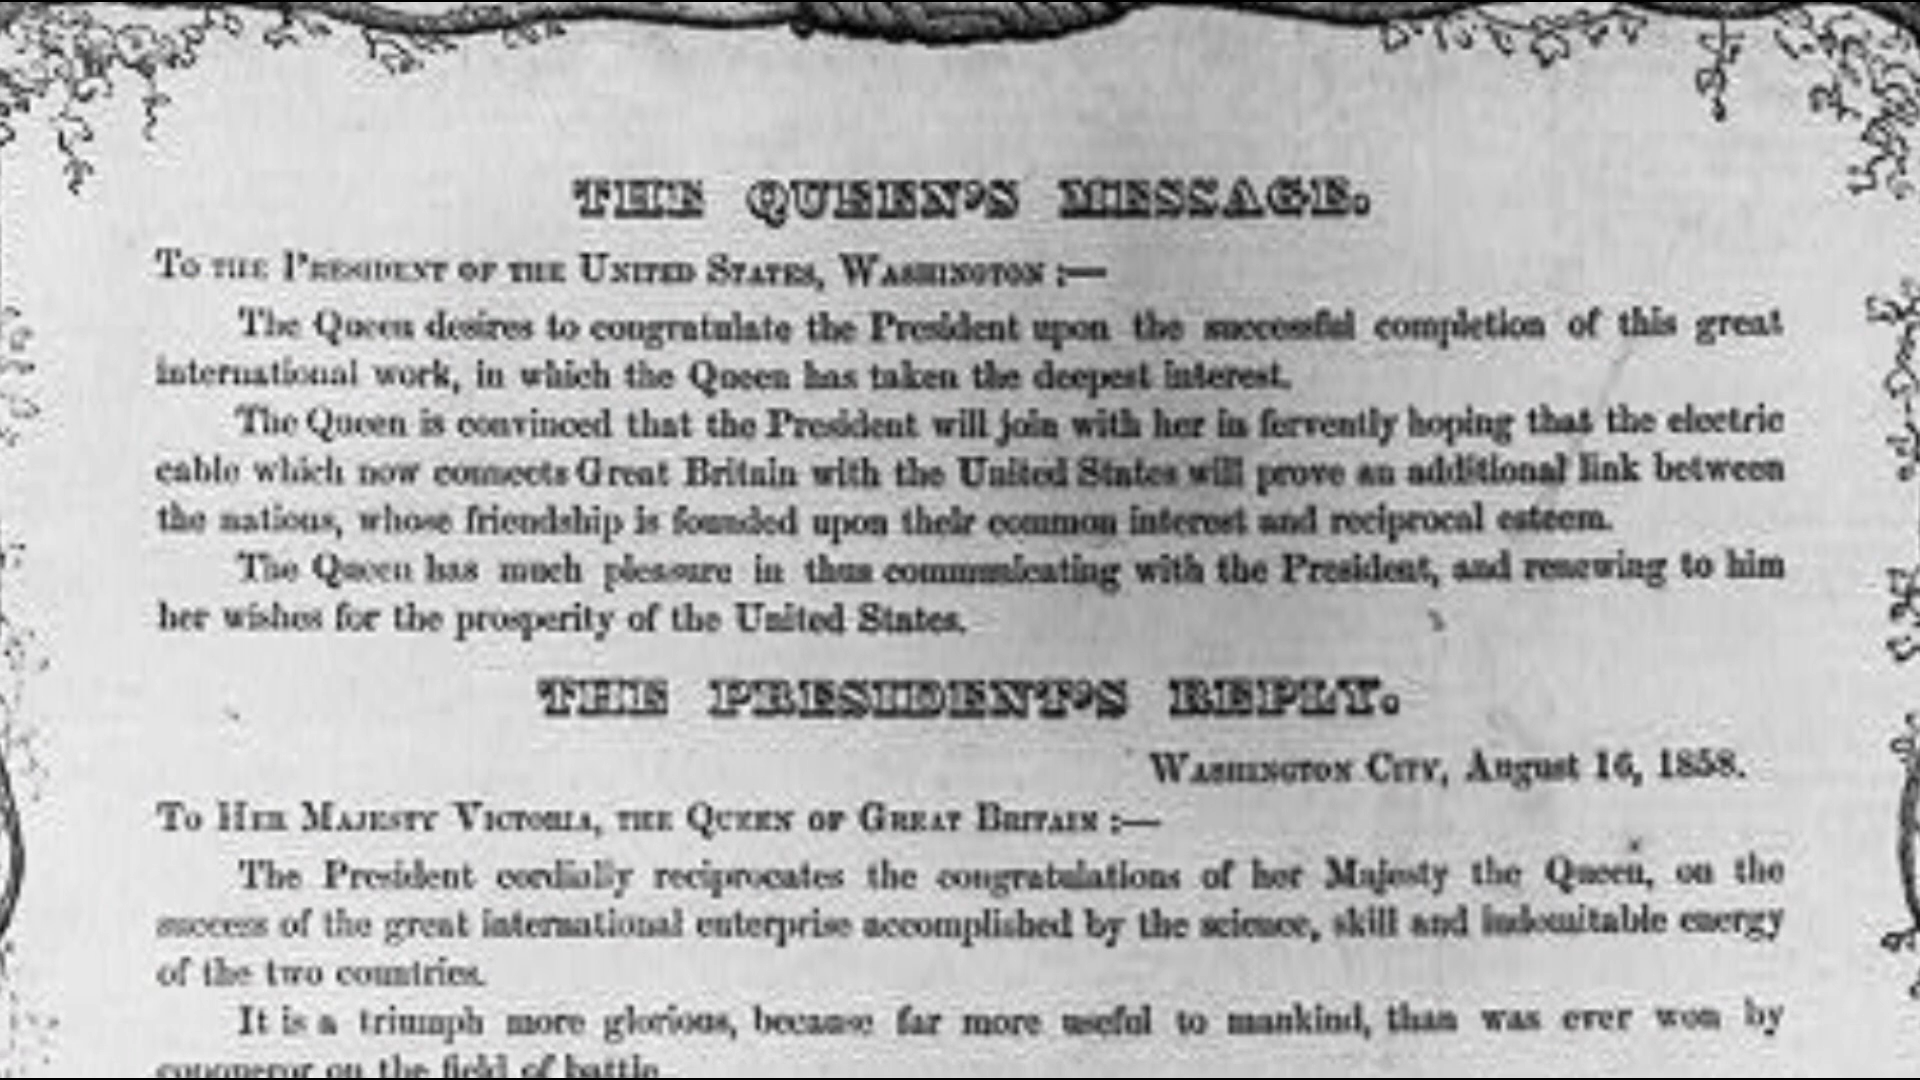 THE QUEEN'S MESSAGE.
To the President of the United States, Washington :—
The Queen desires to congratulate the President upon the successful completion of this great
international work, in which the Queen has taken the deepest interest.
The Queen is convinced that the President will join with her in fervently hoping that the electric
cable which now connects Great Britain with the United States will prove an additional link between
the nations, whose friendship is founded upon their common interest and reciprocal esteem.
The Queen has much pleasure in thus communicating with the President, and renewing to him
her wishes for the prosperity of the United States.
THE PRESIDENT'S REPLY.
Washington City, August 16, 1858.
To Her Majesty Victoria, the Queen of Great Britain :—
The President cordially reciprocates the congratulations of her Majesty the Queen, on the
success of the great international enterprise accomplished by the science, skill and indomitable energy
of the two countries.
It is a triumph more glorious, because far more useful to mankind, than was ever won by
conqueror on the field of battle